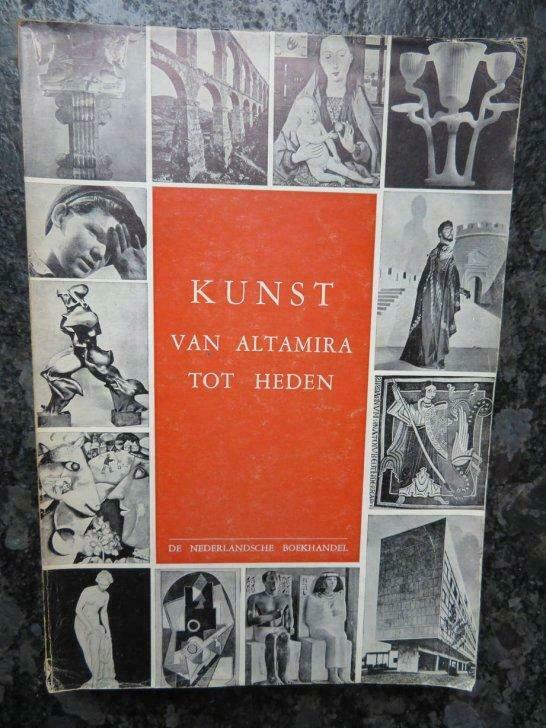 KUNST
VAN ALTAMIRA
TOT HEDEN
DE NEDERLANDSCHE BOEKHANDEL